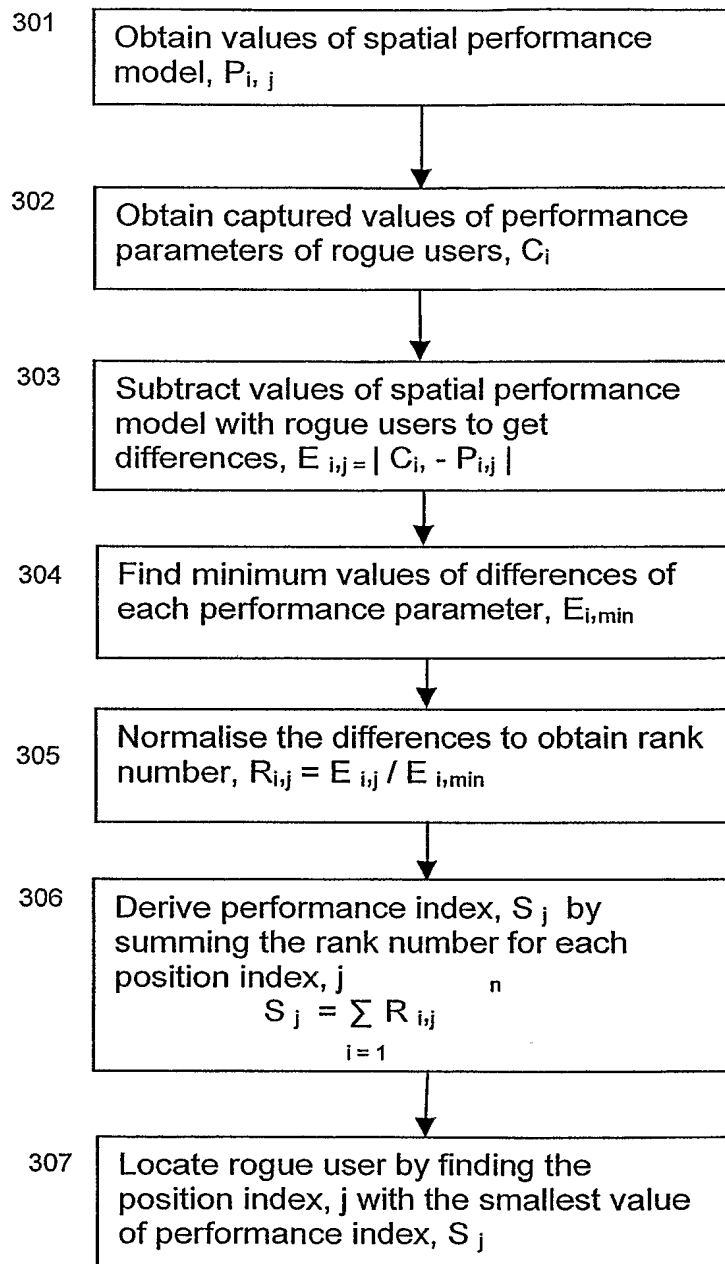 301
Obtain values of spatial performance
model, Pi, j
302
Obtain captured values of performance
parameters of rogue users, Ci
303
Subtract values of spatial performance
model with rogue users to get
differences, E i,j = | Ci, - Pi,j |
304
Find minimum values of differences of
each performance parameter, Ei,min
305
Normalise the differences to obtain rank
number, Ri,j = E i,j / E i,min
306
Derive performance index, S j by
summing the rank number for each
position index, j
n
S j = ∑ R i,j
i = 1
307
Locate rogue user by finding the
position index, j with the smallest value
of performance index, S j